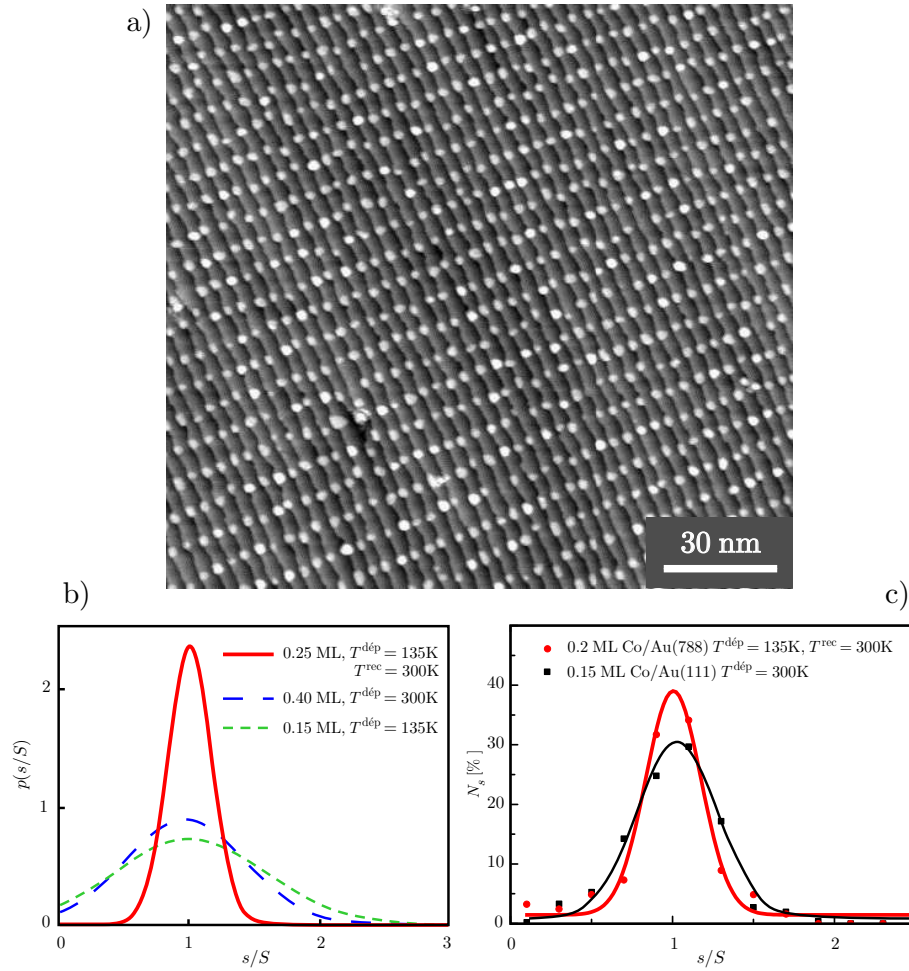 a)
30 nm
b)
0.25 ML, T^dép = 135K
T^rec = 300K
0.40 ML, T^dép = 300K
0.15 ML, T^dép = 135K
p(s/S)
2
1
0
0 1 2 3
s/S
c)
0.2 ML Co/Au(788) T^dép = 135K, T^rec = 300K
0.15 ML Co/Au(111) T^dép = 300K
N_s [%]
40
30
20
10
0
0 1 2
s/S